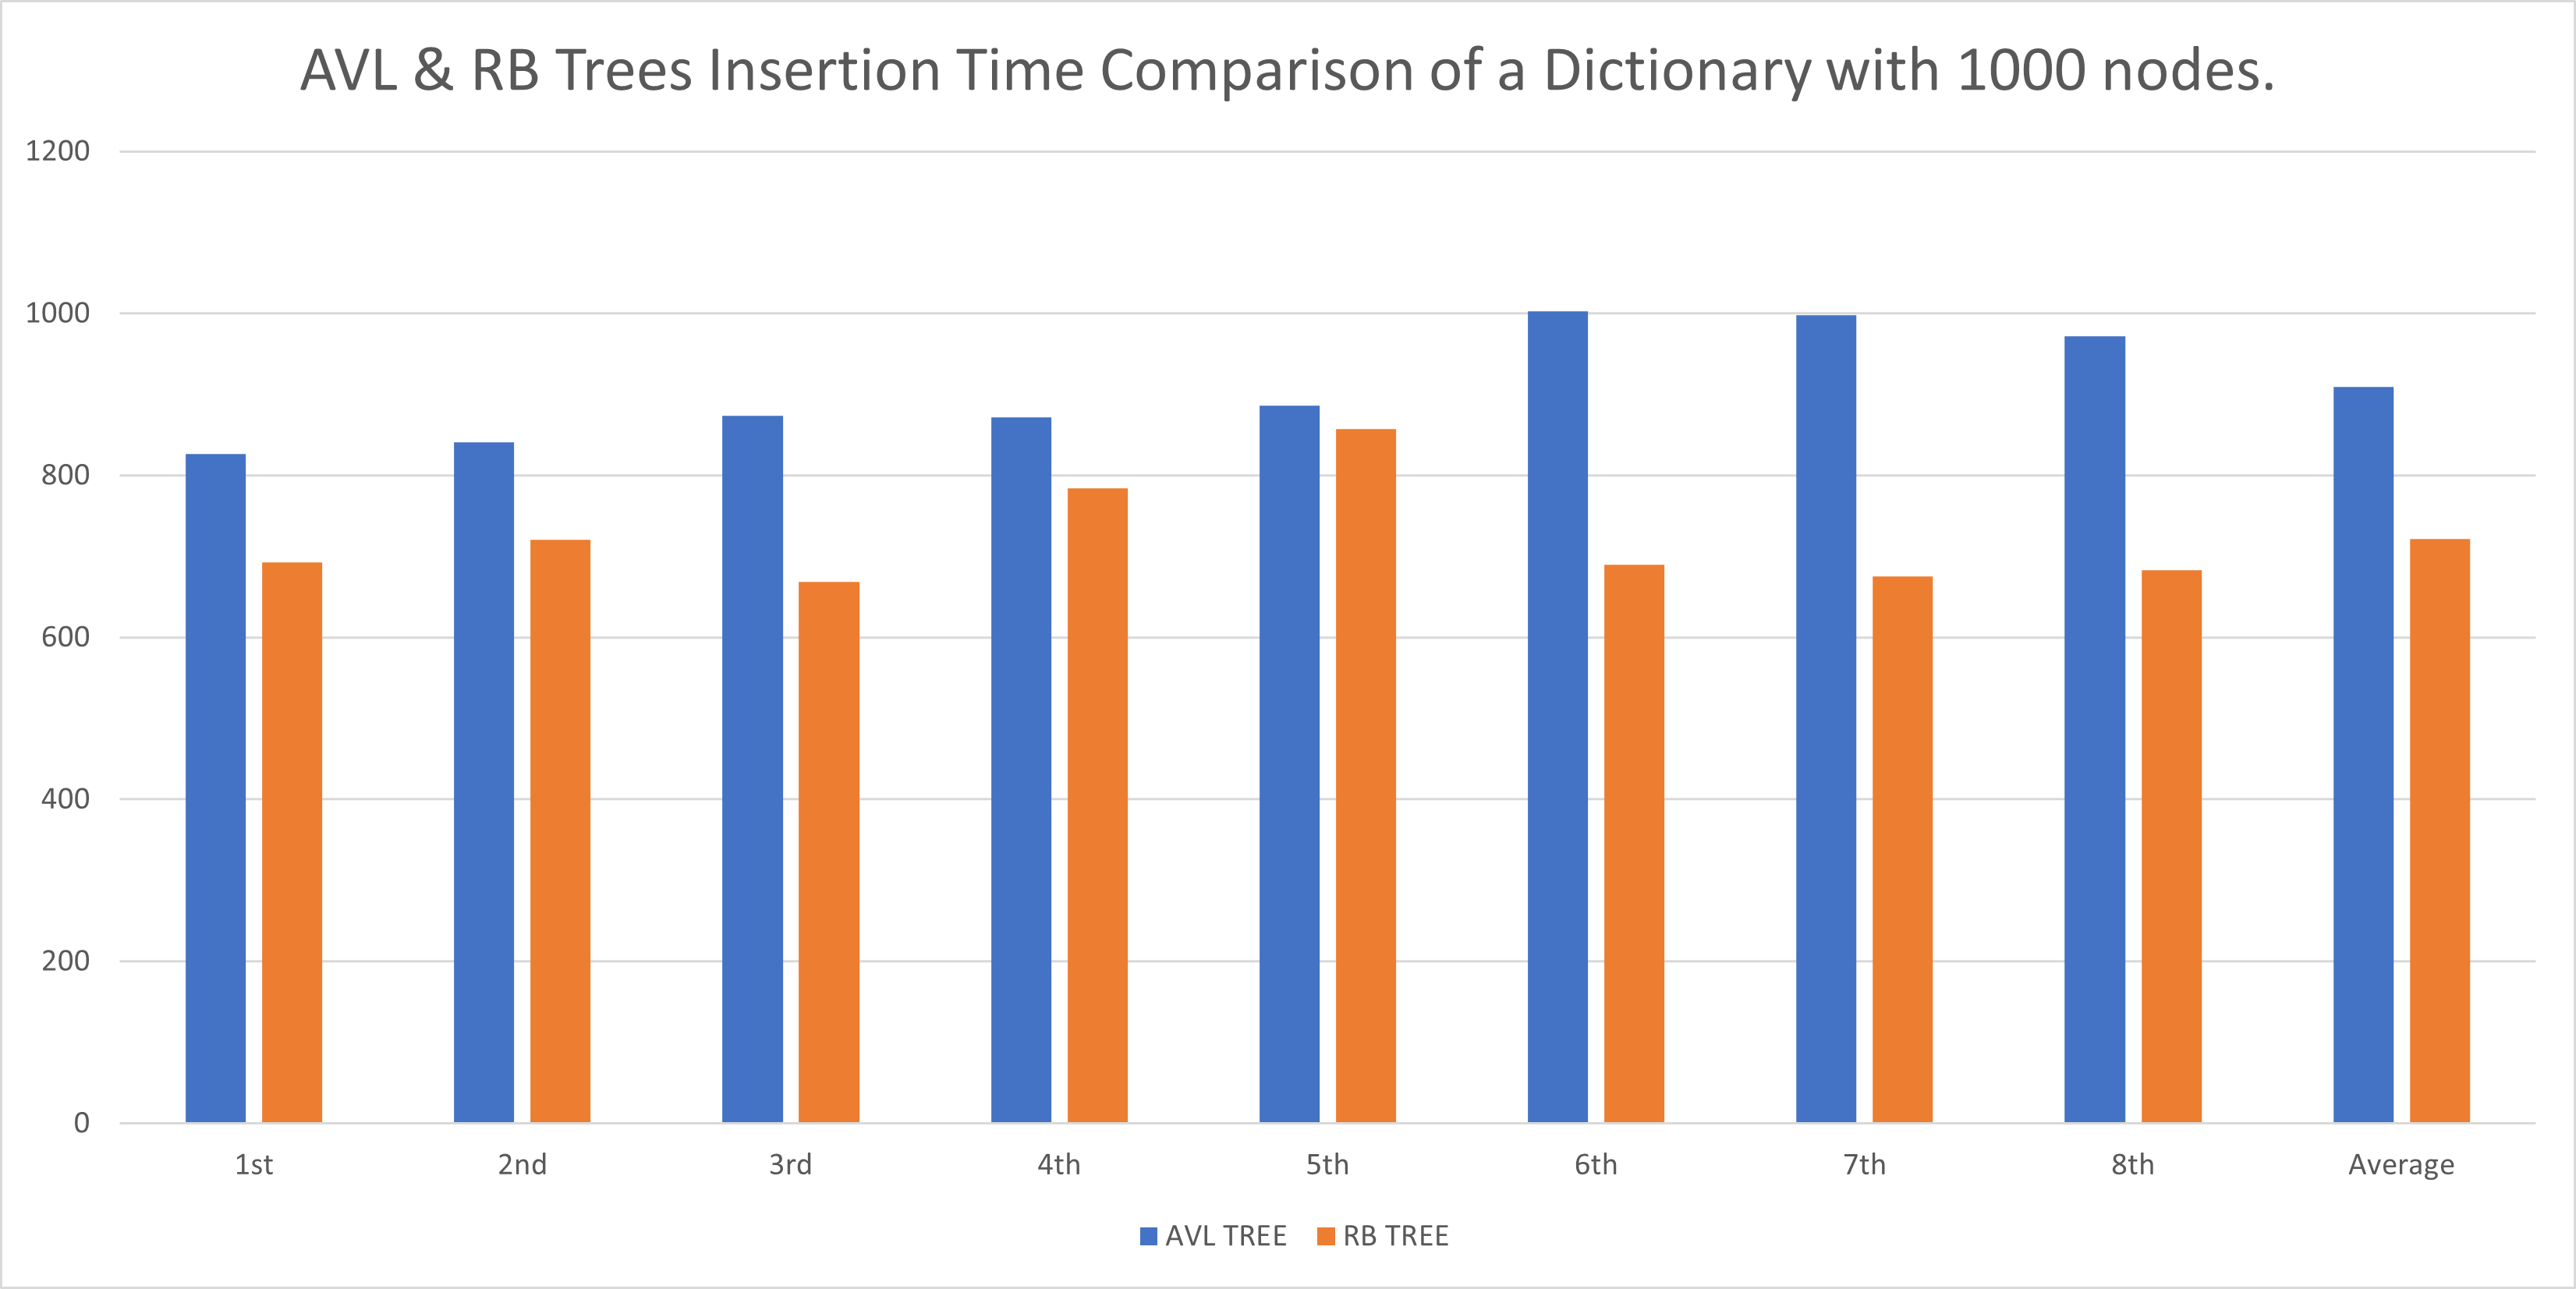 AVL & RB Trees Insertion Time Comparison of a Dictionary with 1000 nodes.
1200
1000
800
600
400
200
0
1st 2nd 3rd 4th 5th 6th 7th 8th Average
AVL TREE RB TREE